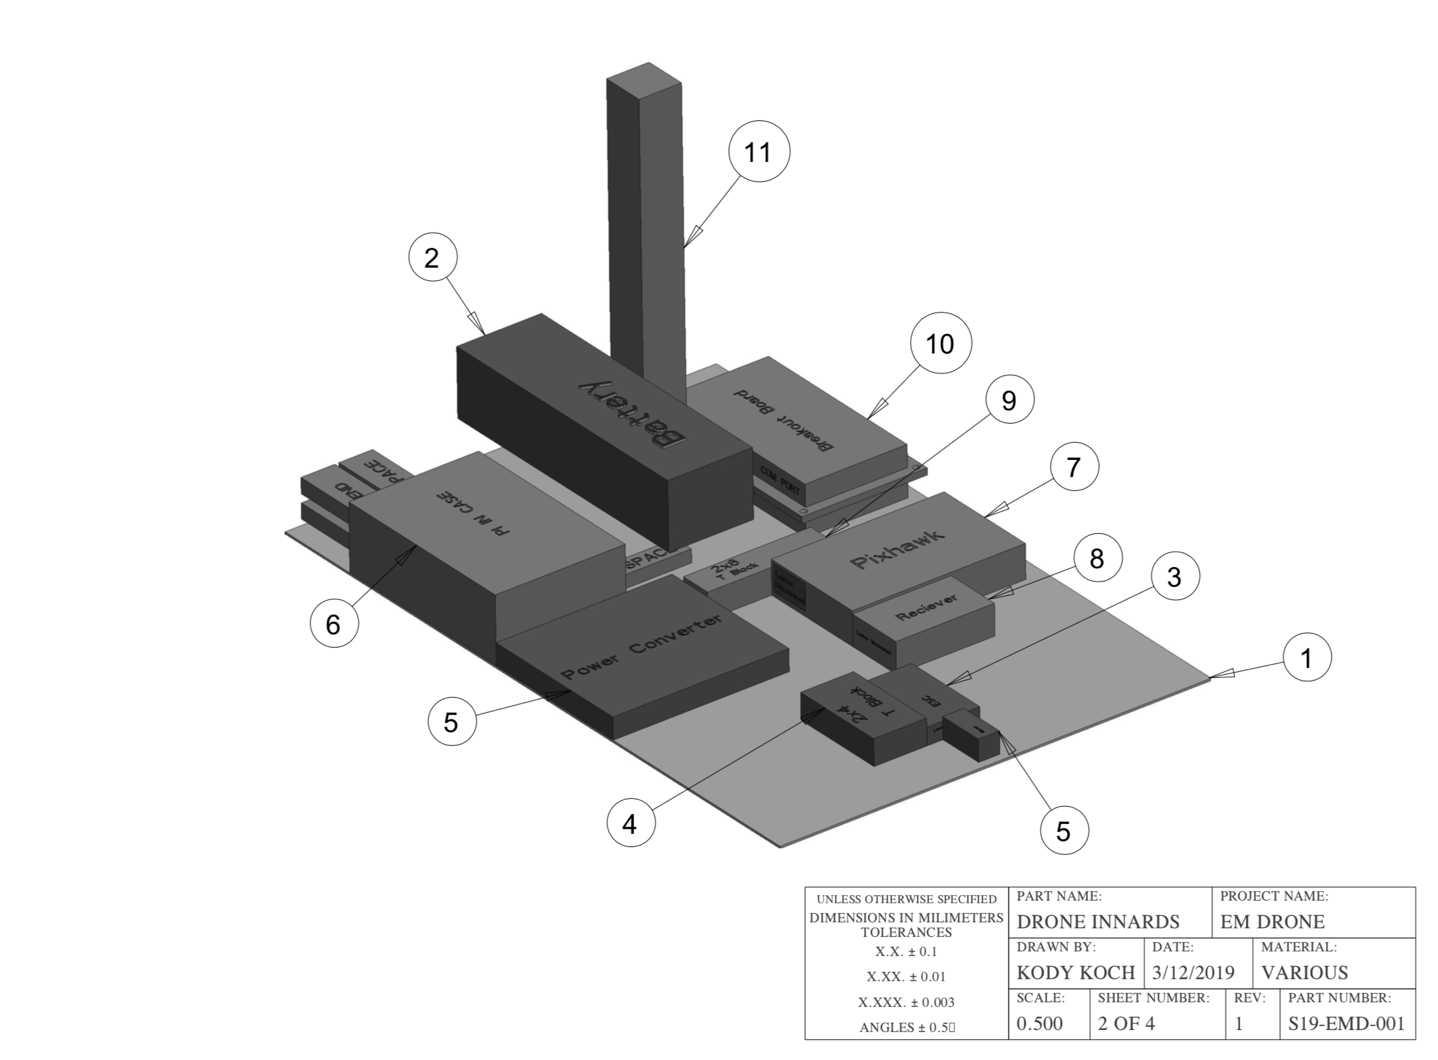 11
2
10
9
7
8
3
1
6
5
4
5
Battery
Breakout Board
COM PORT
PACE
END
PI IN CASE
SPAC
2x8
T Block
Pixhawk
Reciever
Power Converter
2x4
T Block
ESC
UNLESS OTHERWISE SPECIFIED
DIMENSIONS IN MILIMETERS
TOLERANCES
X.X. ± 0.1
X.XX. ± 0.01
X.XXX. ± 0.003
ANGLES ± 0.5▯
PART NAME:
DRONE INNARDS
PROJECT NAME:
EM DRONE
DRAWN BY:
KODY KOCH
DATE:
3/12/2019
MATERIAL:
VARIOUS
SCALE:
0.500
SHEET NUMBER:
2 OF 4
REV:
1
PART NUMBER:
S19-EMD-001